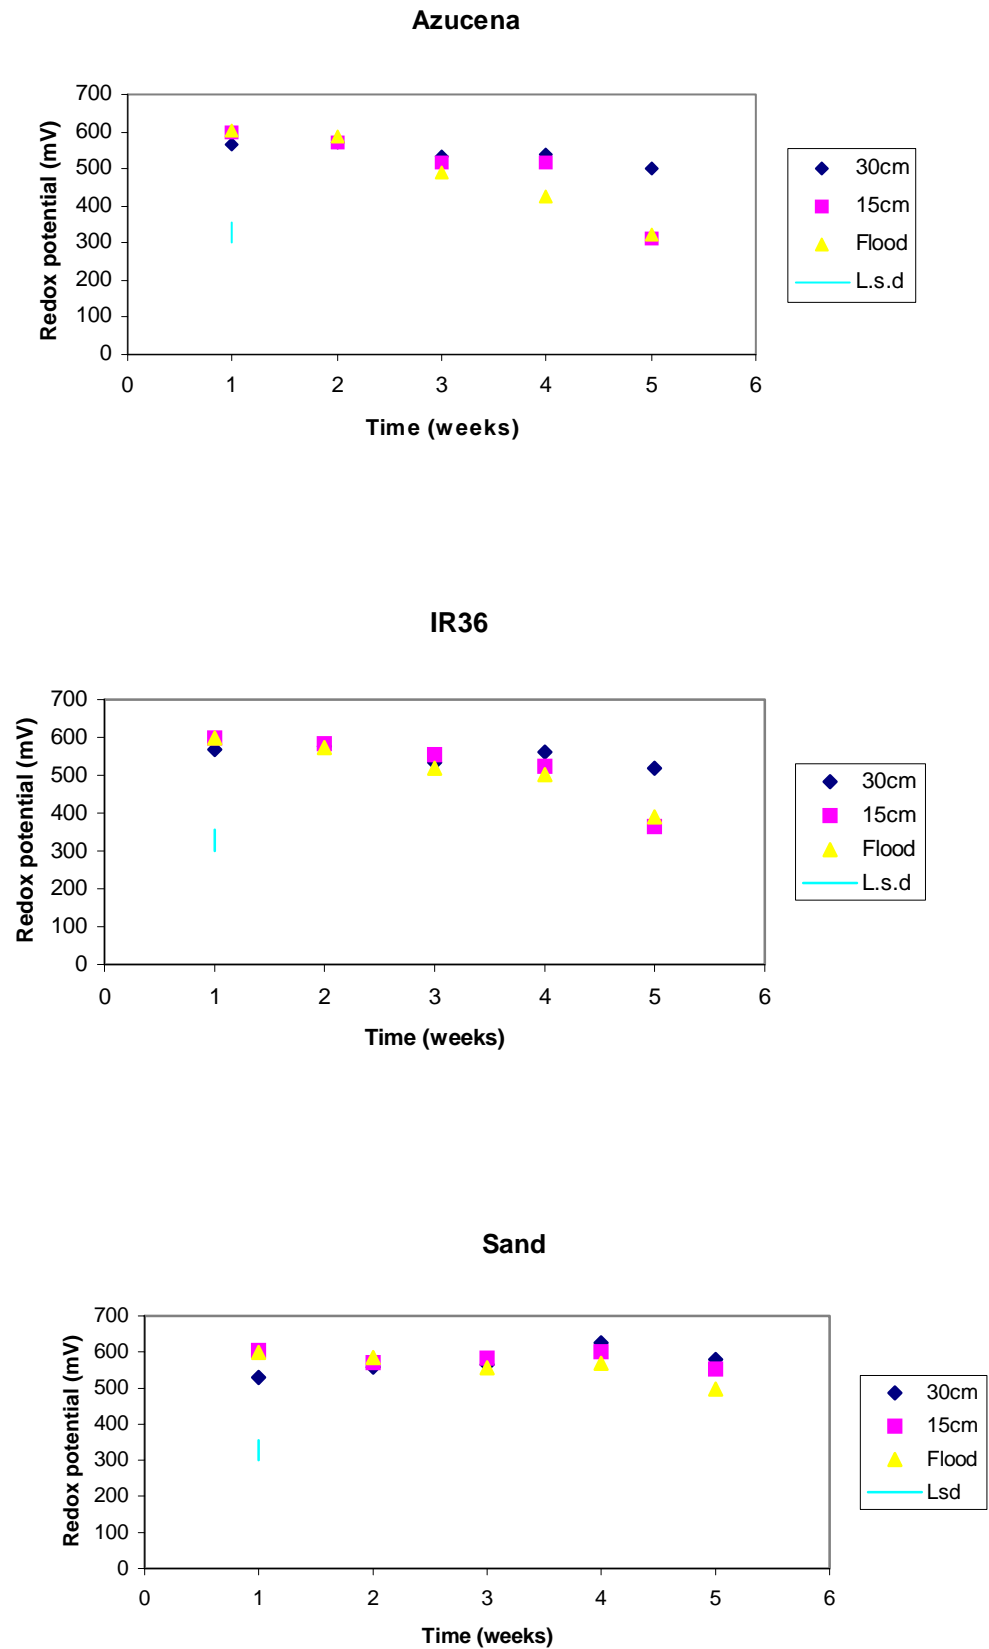 Azucena
700
600
500
400
300
200
100
0
Redox potential (mV)
0 1 2 3 4 5 6
Time (weeks)
30cm
15cm
Flood
L.s.d
IR36
700
600
500
400
300
200
100
0
Redox potential (mV)
0 1 2 3 4 5 6
Time (weeks)
30cm
15cm
Flood
L.s.d
Sand
700
600
500
400
300
200
100
0
Redox potential (mV)
0 1 2 3 4 5 6
Time (weeks)
30cm
15cm
Flood
Lsd